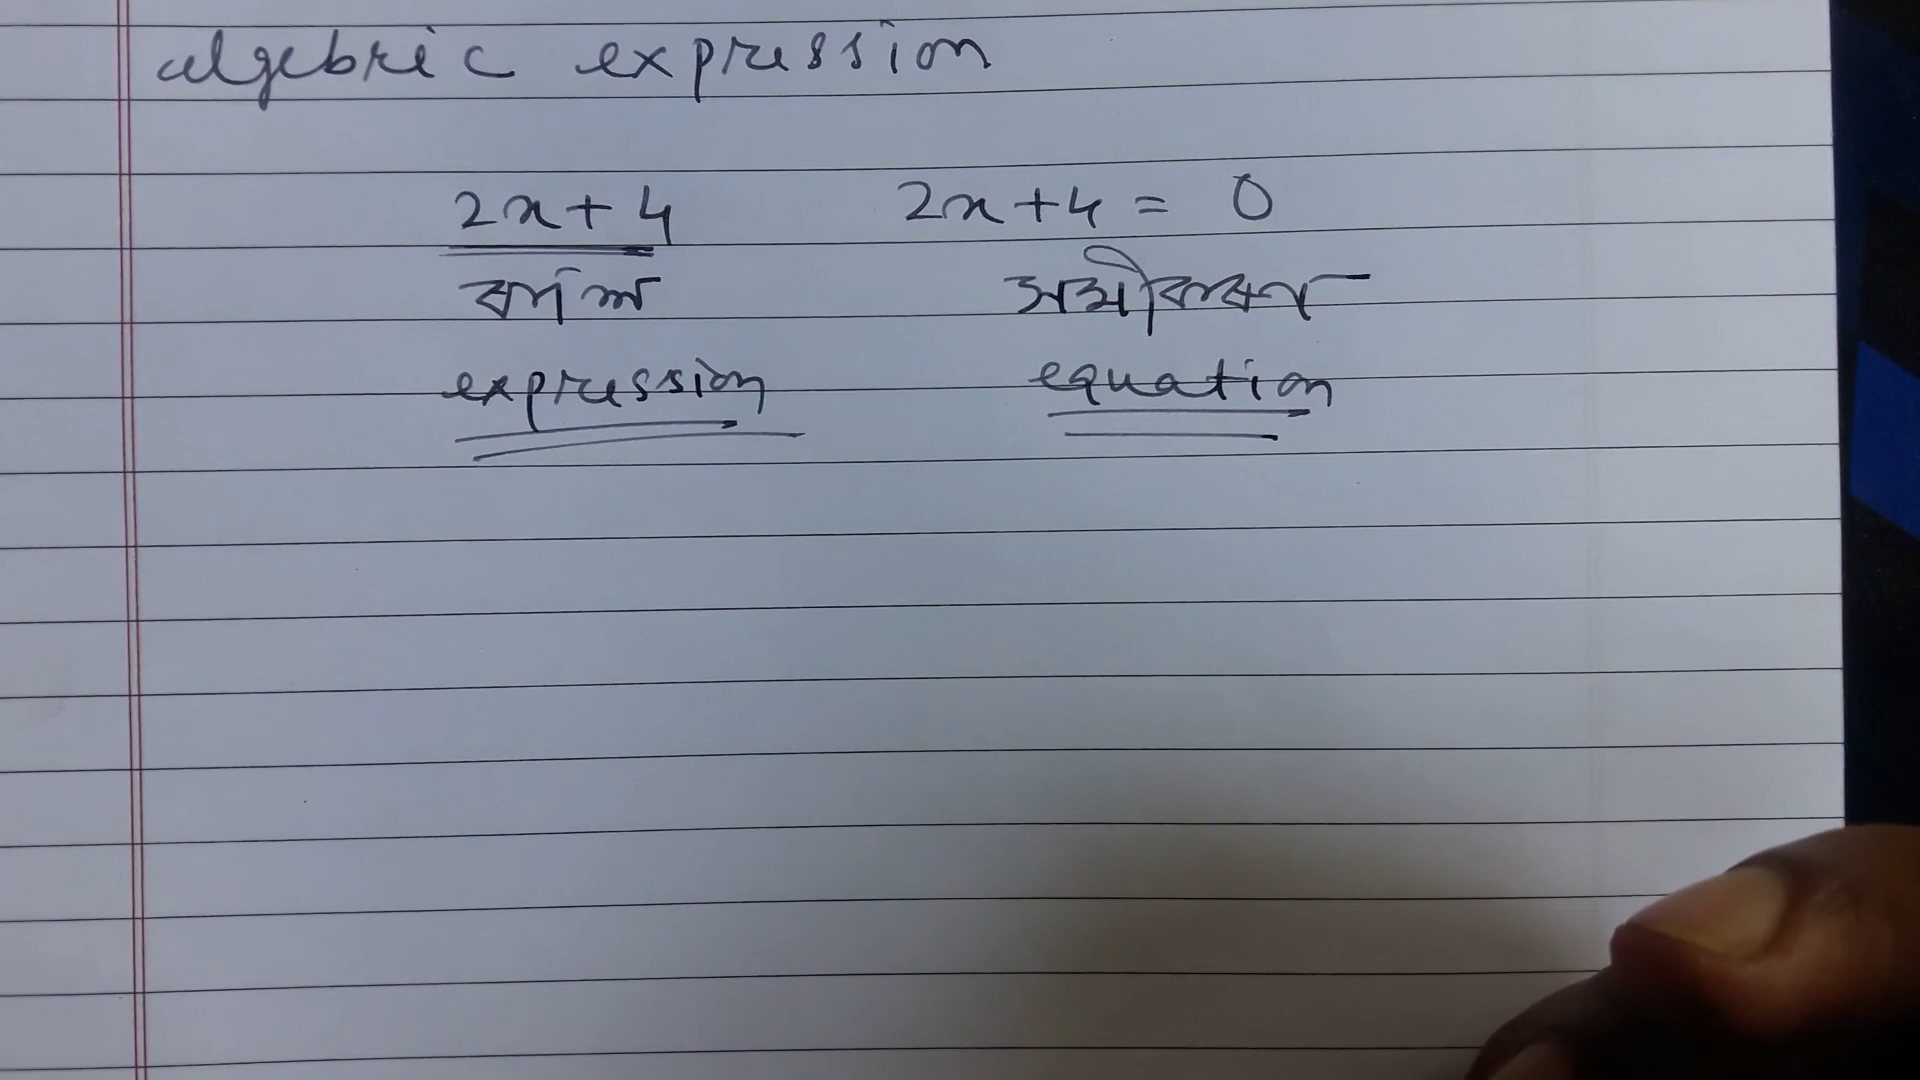 algebric expression
2x+4 2x+4 = 0
সমীকরণ
expression equation